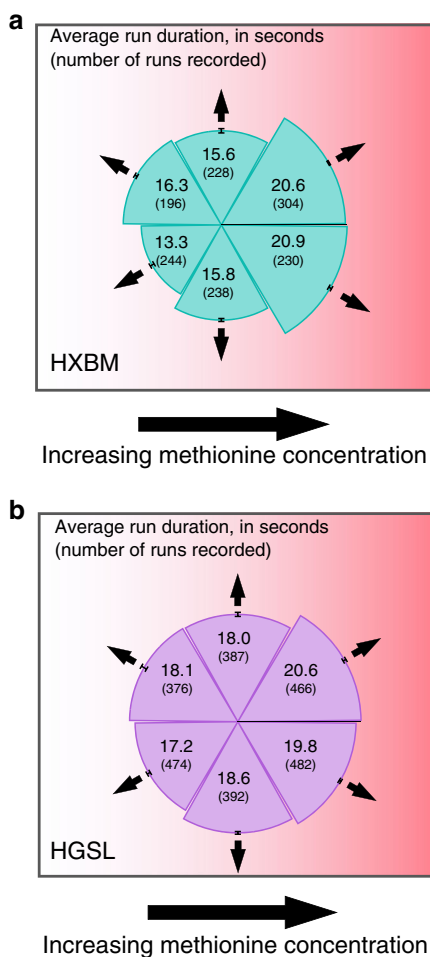 a
Average run duration, in seconds
(number of runs recorded)
15.6
(228)
16.3
(196)
20.6
(304)
13.3
(244)
20.9
(230)
15.8
(238)
HXBM
Increasing methionine concentration
b
Average run duration, in seconds
(number of runs recorded)
18.0
(387)
18.1
(376)
20.6
(466)
17.2
(474)
19.8
(482)
18.6
(392)
HGSL
Increasing methionine concentration